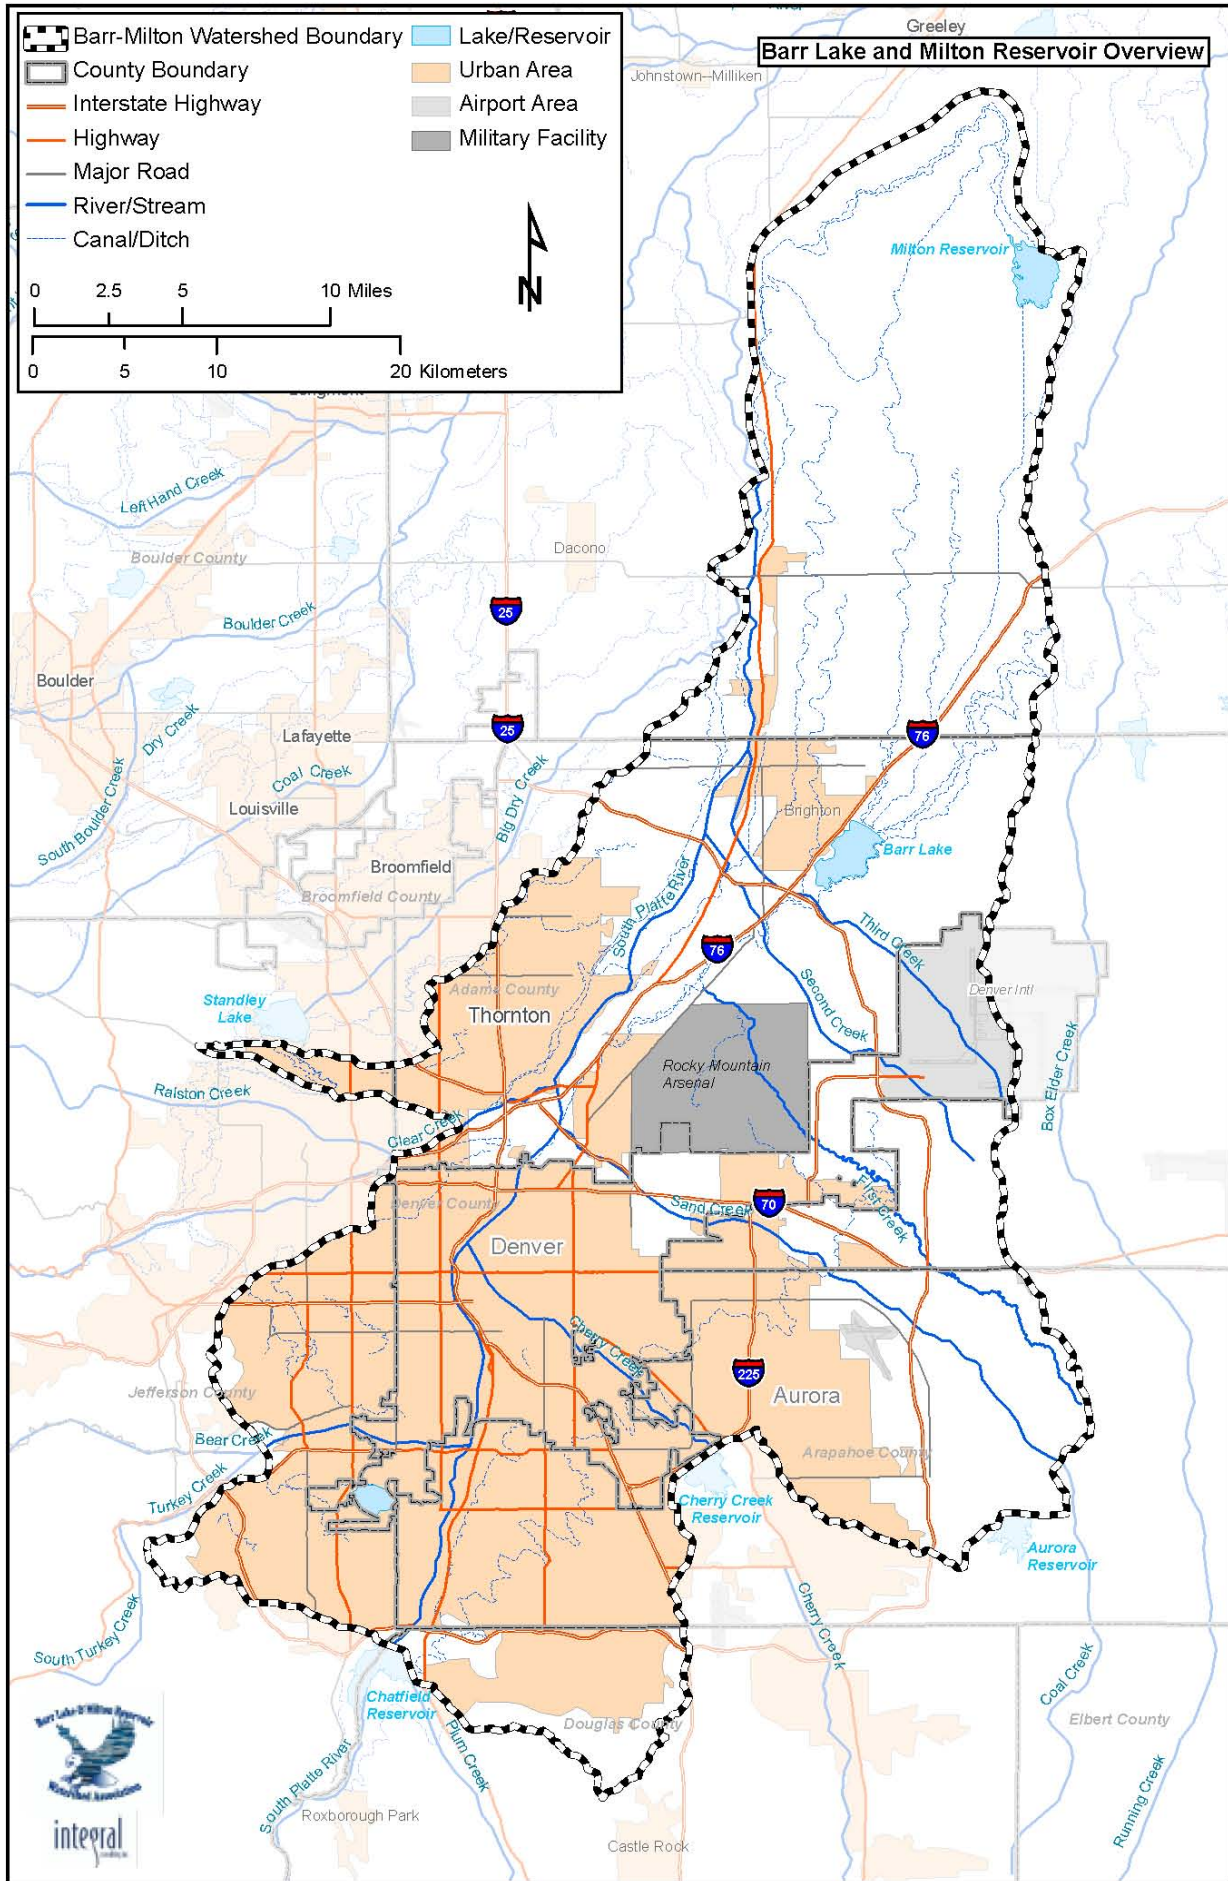 Barr-Milton Watershed Boundary
County Boundary
Interstate Highway
Highway
Major Road
River/Stream
Canal/Ditch
Lake/Reservoir
Urban Area
Airport Area
Military Facility
0 2.5 5 10 Miles
0 5 10 20 Kilometers
N
Barr Lake and Milton Reservoir Overview
Greeley
Johnstown--Milliken
Milton Reservoir
Left Hand Creek
Boulder County
Dacono
Boulder Creek
25
Boulder
Dry Creek
25
76
Lafayette
Coal Creek
Louisville
Big Dry Creek
South Boulder Creek
Brighton
Barr Lake
Broomfield
Broomfield County
South Platte River
Third Creek
76
Second Creek
Denver Intl
Adams County
Standley
Lake
Thornton
Rocky Mountain
Arsenal
Box Elder Creek
Ralston Creek
Clear Creek
Denver County
First Creek
70
Sand Creek
Denver
Cherry Creek
225
Aurora
Jefferson County
Bear Creek
Arapahoe County
Turkey Creek
Cherry Creek
Reservoir
Aurora
Reservoir
South Turkey Creek
Cherry Creek
Coal Creek
Chatfield
Reservoir
Douglas County
Elbert County
Plum Creek
South Platte River
Roxborough Park
Castle Rock
Running Creek
Barr Lake & Milton Reservoir
Watershed Association
integral